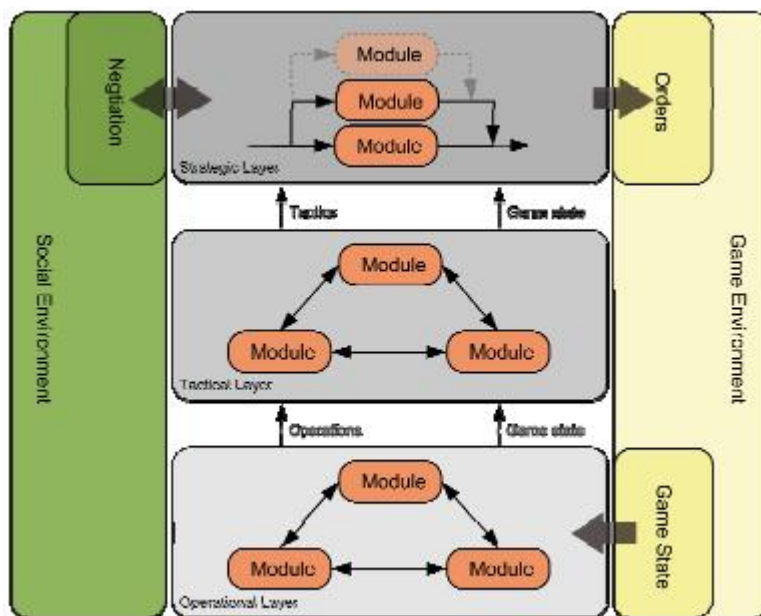 Negtiation
Module
Module
Module
Strategic Layer
Orders
Tactics
Game state
Social Environment
Game Environment
Module
Module
Module
Tactical Layer
Operations
Game state
Module
Module
Module
Operational Layer
Game State